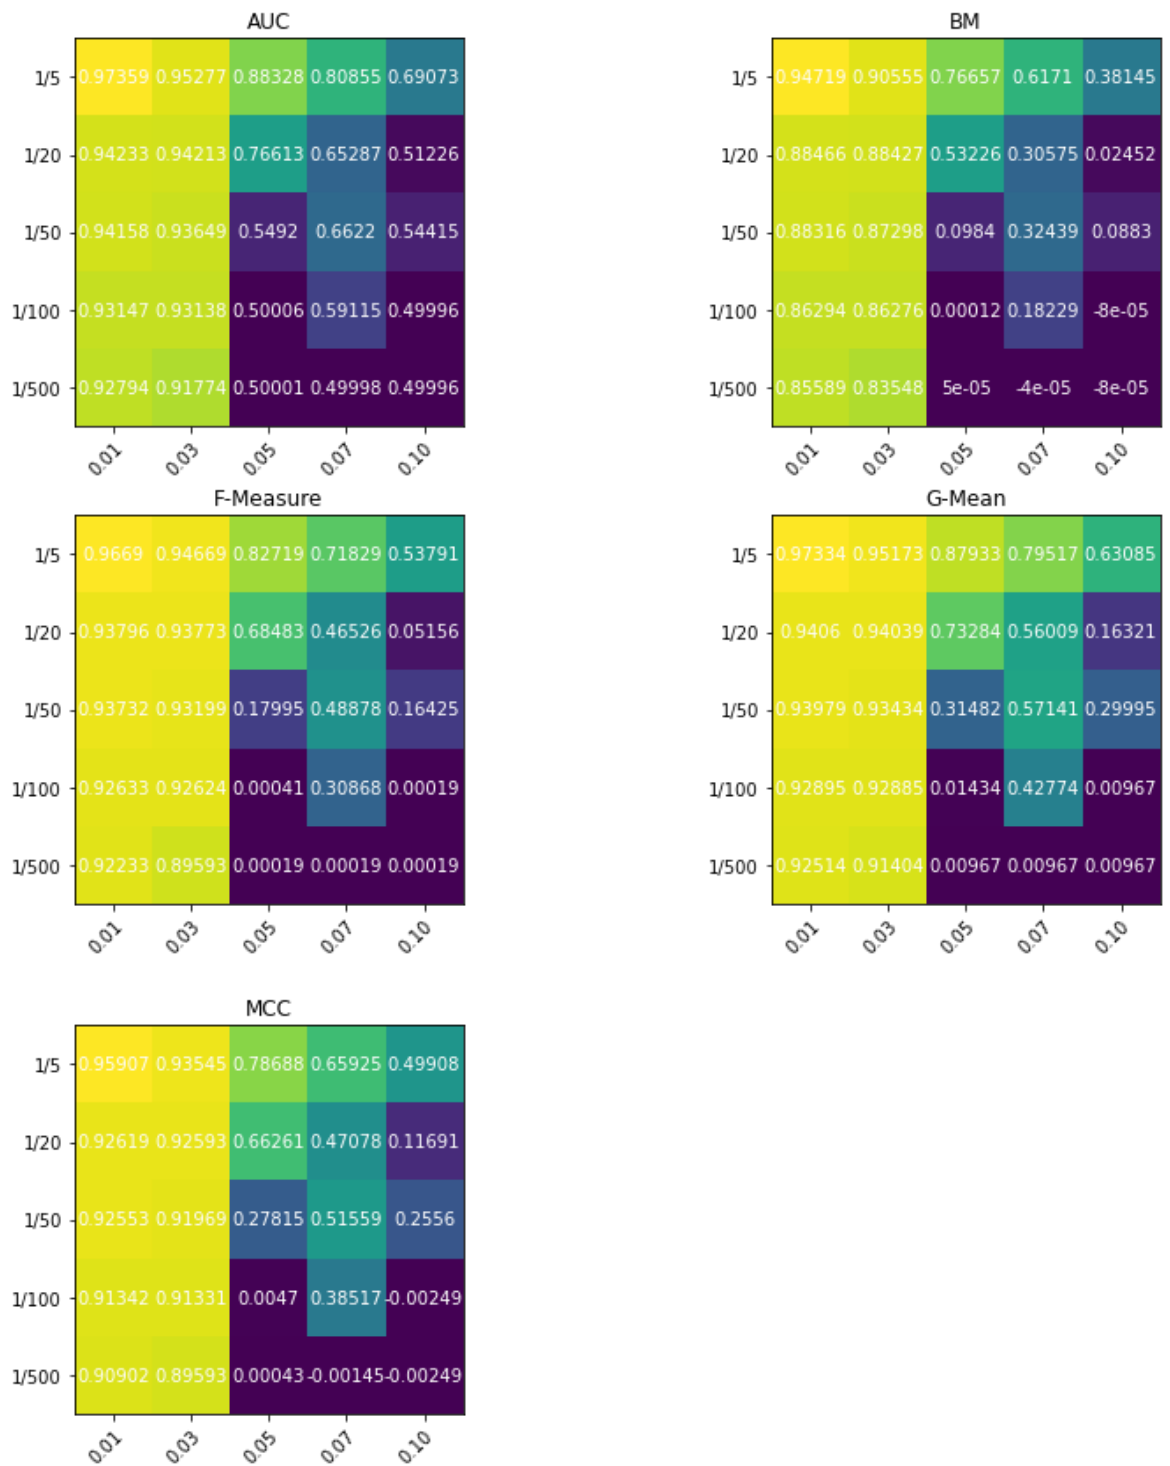 AUC
1/5 0.97359 0.95277 0.88328 0.80855 0.69073
1/20 0.94233 0.94213 0.76613 0.65287 0.51226
1/50 0.94158 0.93649 0.5492 0.6622 0.54415
1/100 0.93147 0.93138 0.50006 0.59115 0.49996
1/500 0.92794 0.91774 0.50001 0.49998 0.49996
0.01 0.03 0.05 0.07 0.10
BM
1/5 0.94719 0.90555 0.76657 0.6171 0.38145
1/20 0.88466 0.88427 0.53226 0.30575 0.02452
1/50 0.88316 0.87298 0.0984 0.32439 0.0883
1/100 0.86294 0.86276 0.00012 0.18229 -8e-05
1/500 0.85589 0.83548 5e-05 -4e-05 -8e-05
0.01 0.03 0.05 0.07 0.10
F-Measure
1/5 0.9669 0.94669 0.82719 0.71829 0.53791
1/20 0.93796 0.93773 0.68483 0.46526 0.05156
1/50 0.93732 0.93199 0.17995 0.48878 0.16425
1/100 0.92633 0.92624 0.00041 0.30868 0.00019
1/500 0.92233 0.89593 0.00019 0.00019 0.00019
0.01 0.03 0.05 0.07 0.10
G-Mean
1/5 0.97334 0.95173 0.87933 0.79517 0.63085
1/20 0.9406 0.94039 0.73284 0.56009 0.16321
1/50 0.93979 0.93434 0.31482 0.57141 0.29995
1/100 0.92895 0.92885 0.01434 0.42774 0.00967
1/500 0.92514 0.91404 0.00967 0.00967 0.00967
0.01 0.03 0.05 0.07 0.10
MCC
1/5 0.95907 0.93545 0.78688 0.65925 0.49908
1/20 0.92619 0.92593 0.66261 0.47078 0.11691
1/50 0.92553 0.91969 0.27815 0.51559 0.2556
1/100 0.91342 0.91331 0.0047 0.38517 -0.00249
1/500 0.90902 0.89593 0.00043 -0.00145 -0.00249
0.01 0.03 0.05 0.07 0.10